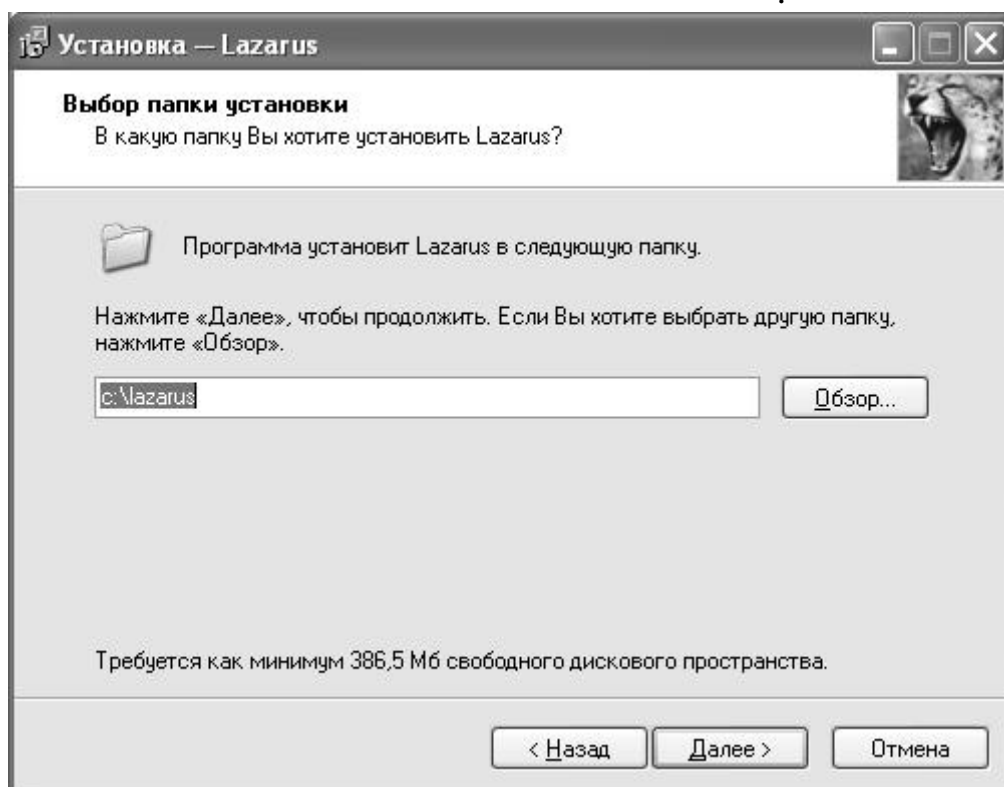 Установка — Lazarus
Выбор папки установки
В какую папку Вы хотите установить Lazarus?
Программа установит Lazarus в следующую папку.
Нажмите «Далее», чтобы продолжить. Если Вы хотите выбрать другую папку,
нажмите «Обзор».
c:\lazarus
Обзор...
Требуется как минимум 386,5 Мб свободного дискового пространства.
< Назад
Далее >
Отмена